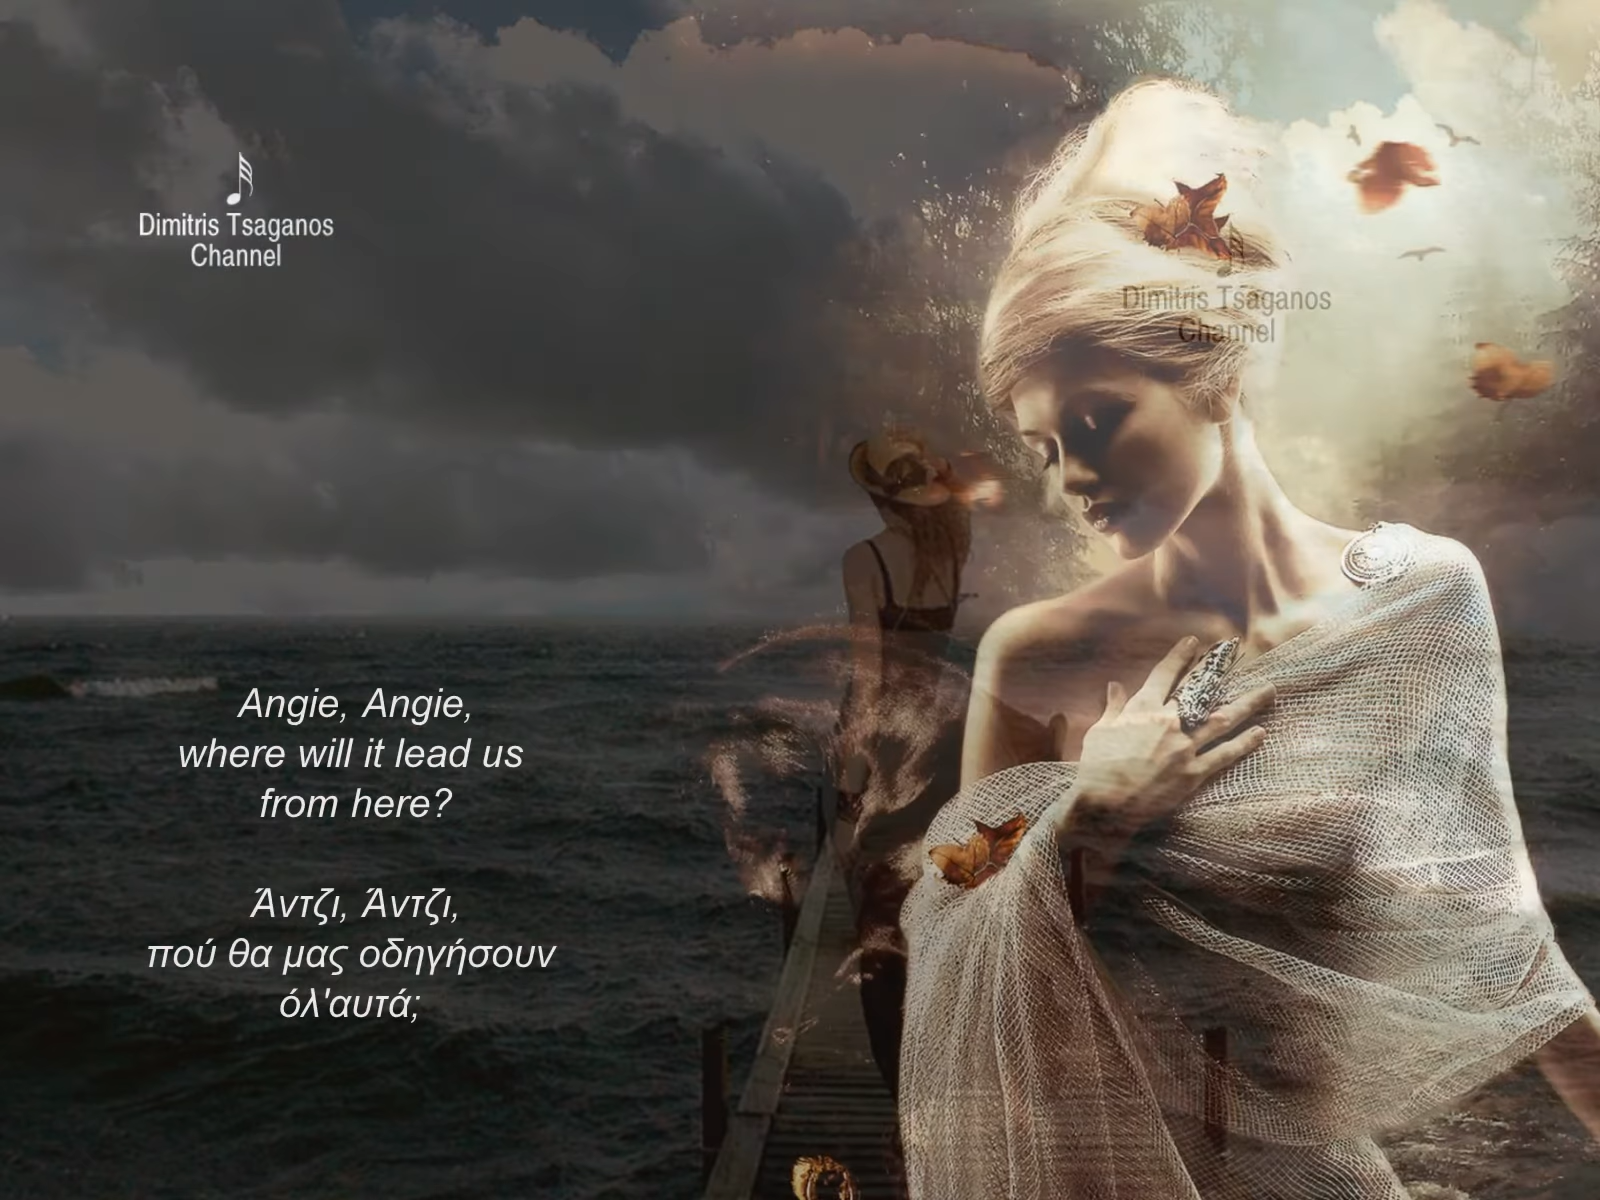 Dimitris Tsaganos
Channel
Dimitris Tsaganos
Channel
Angie, Angie,
where will it lead us
from here?
Άντζι, Άντζι,
πού θα μας οδηγήσουν
όλ'αυτά;